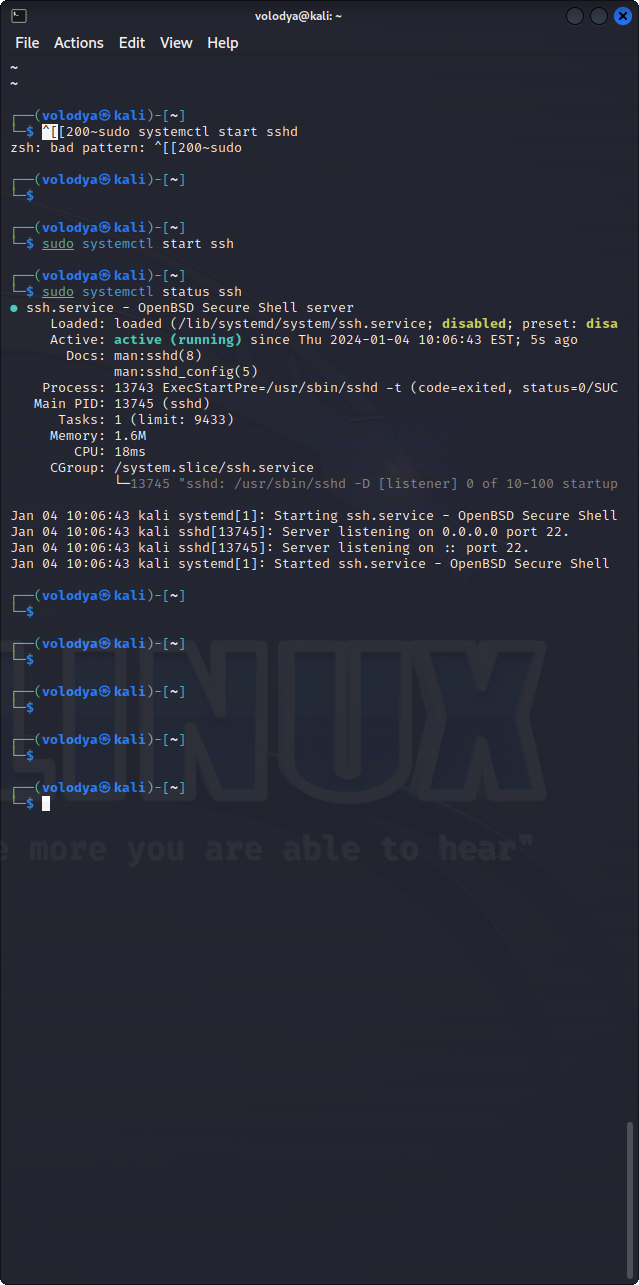 volodya@kali: ~
File Actions Edit View Help
~
~
┌──(volodya㉿kali)-[~]
└─$ ^[[200~sudo systemctl start sshd
zsh: bad pattern: ^[[200~sudo
┌──(volodya㉿kali)-[~]
└─$
┌──(volodya㉿kali)-[~]
└─$ sudo systemctl start ssh
┌──(volodya㉿kali)-[~]
└─$ sudo systemctl status ssh
● ssh.service - OpenBSD Secure Shell server
Loaded: loaded (/lib/systemd/system/ssh.service; disabled; preset: disa
Active: active (running) since Thu 2024-01-04 10:06:43 EST; 5s ago
Docs: man:sshd(8)
man:sshd_config(5)
Process: 13743 ExecStartPre=/usr/sbin/sshd -t (code=exited, status=0/SUC
Main PID: 13745 (sshd)
Tasks: 1 (limit: 9433)
Memory: 1.6M
CPU: 18ms
CGroup: /system.slice/ssh.service
└─13745 "sshd: /usr/sbin/sshd -D [listener] 0 of 10-100 startup
Jan 04 10:06:43 kali systemd[1]: Starting ssh.service - OpenBSD Secure Shell
Jan 04 10:06:43 kali sshd[13745]: Server listening on 0.0.0.0 port 22.
Jan 04 10:06:43 kali sshd[13745]: Server listening on :: port 22.
Jan 04 10:06:43 kali systemd[1]: Started ssh.service - OpenBSD Secure Shell
┌──(volodya㉿kali)-[~]
└─$
┌──(volodya㉿kali)-[~]
└─$
┌──(volodya㉿kali)-[~]
└─$
┌──(volodya㉿kali)-[~]
└─$
┌──(volodya㉿kali)-[~]
└─$
LINUX
e more you are able to hear"